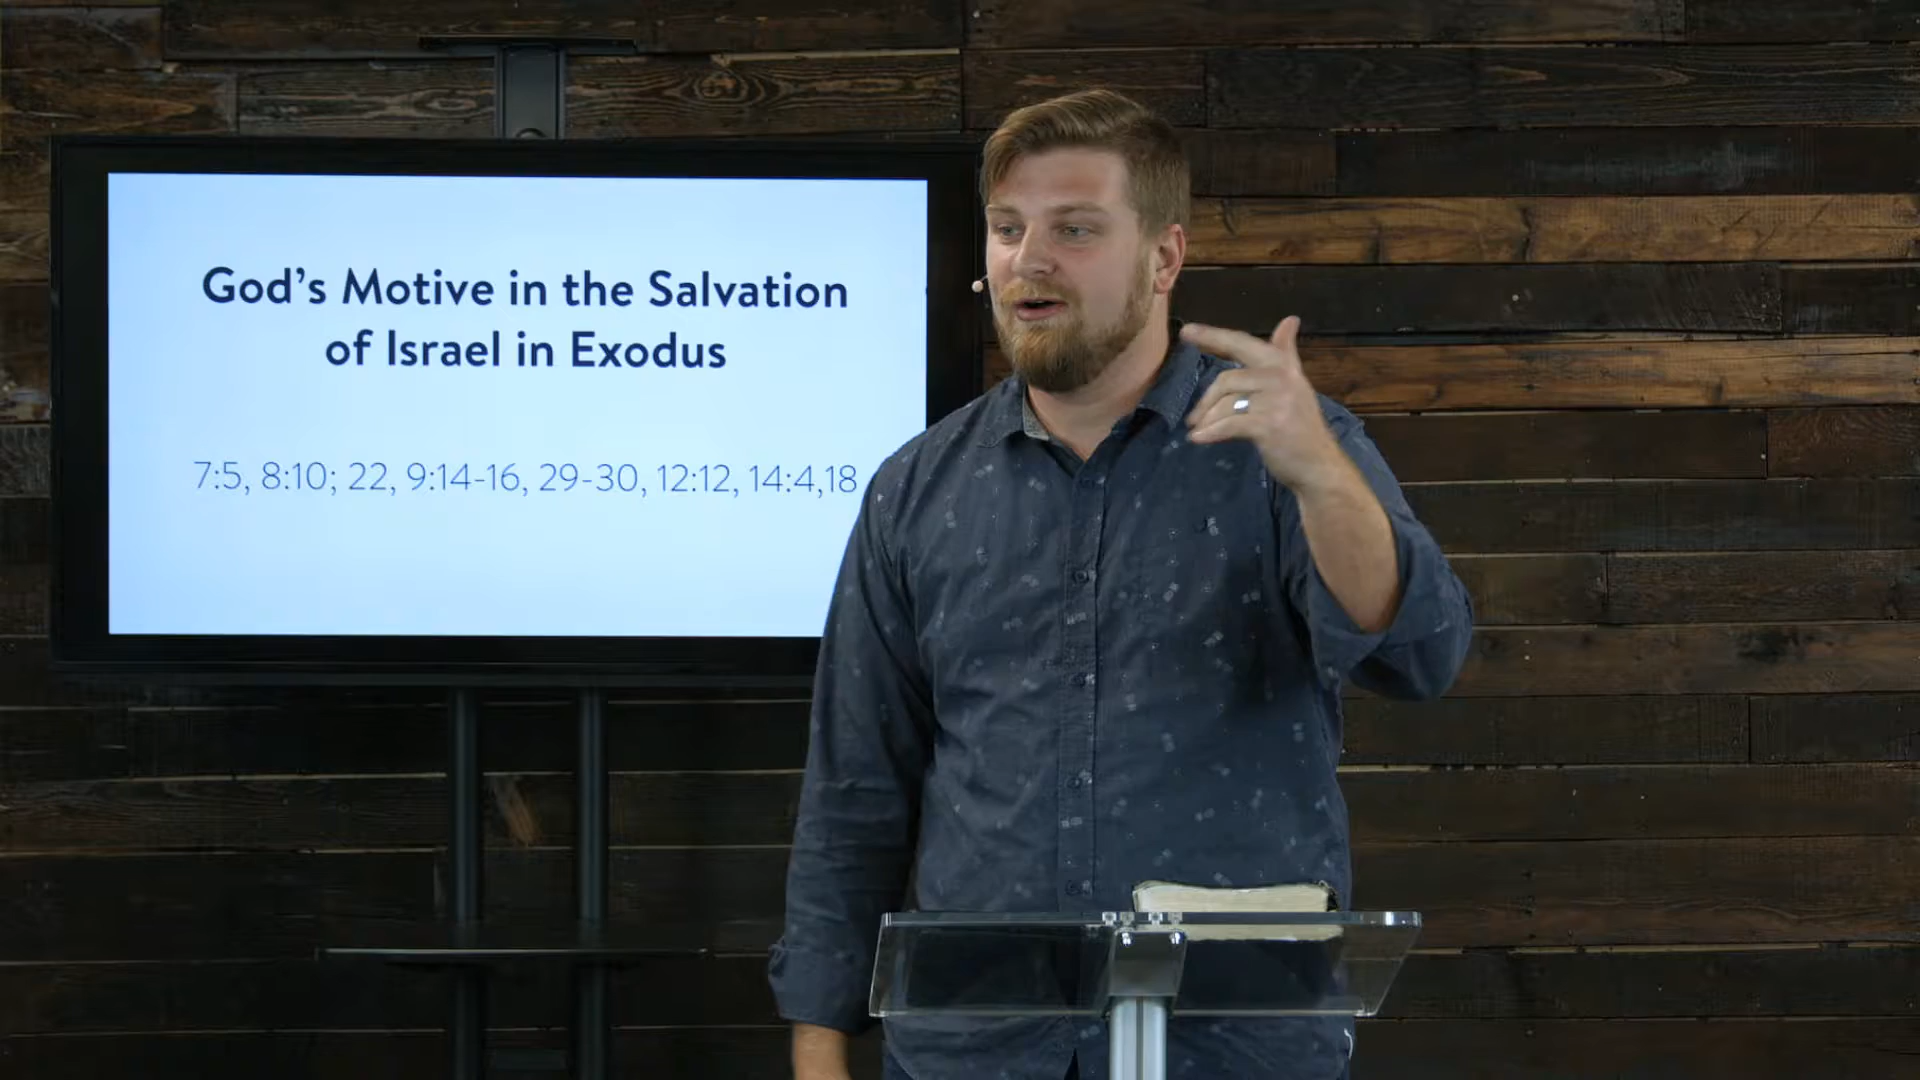 God’s Motive in the Salvation
of Israel in Exodus
7:5, 8:10; 22, 9:14-16, 29-30, 12:12, 14:4,18